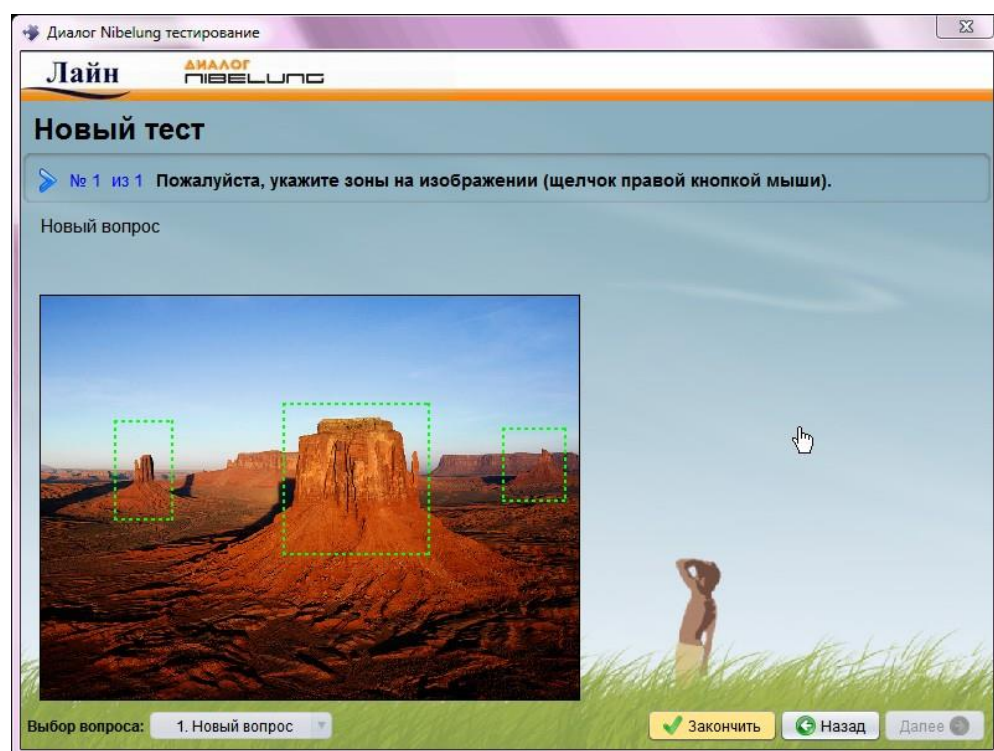 Диалог Nibelung тестирование
Лайн
ДИАЛОГ
NIBELUNG
Новый тест
№ 1 из 1 Пожалуйста, укажите зоны на изображении (щелчок правой кнопкой мыши).
Новый вопрос
Выбор вопроса: 1. Новый вопрос Закончить Назад Далее